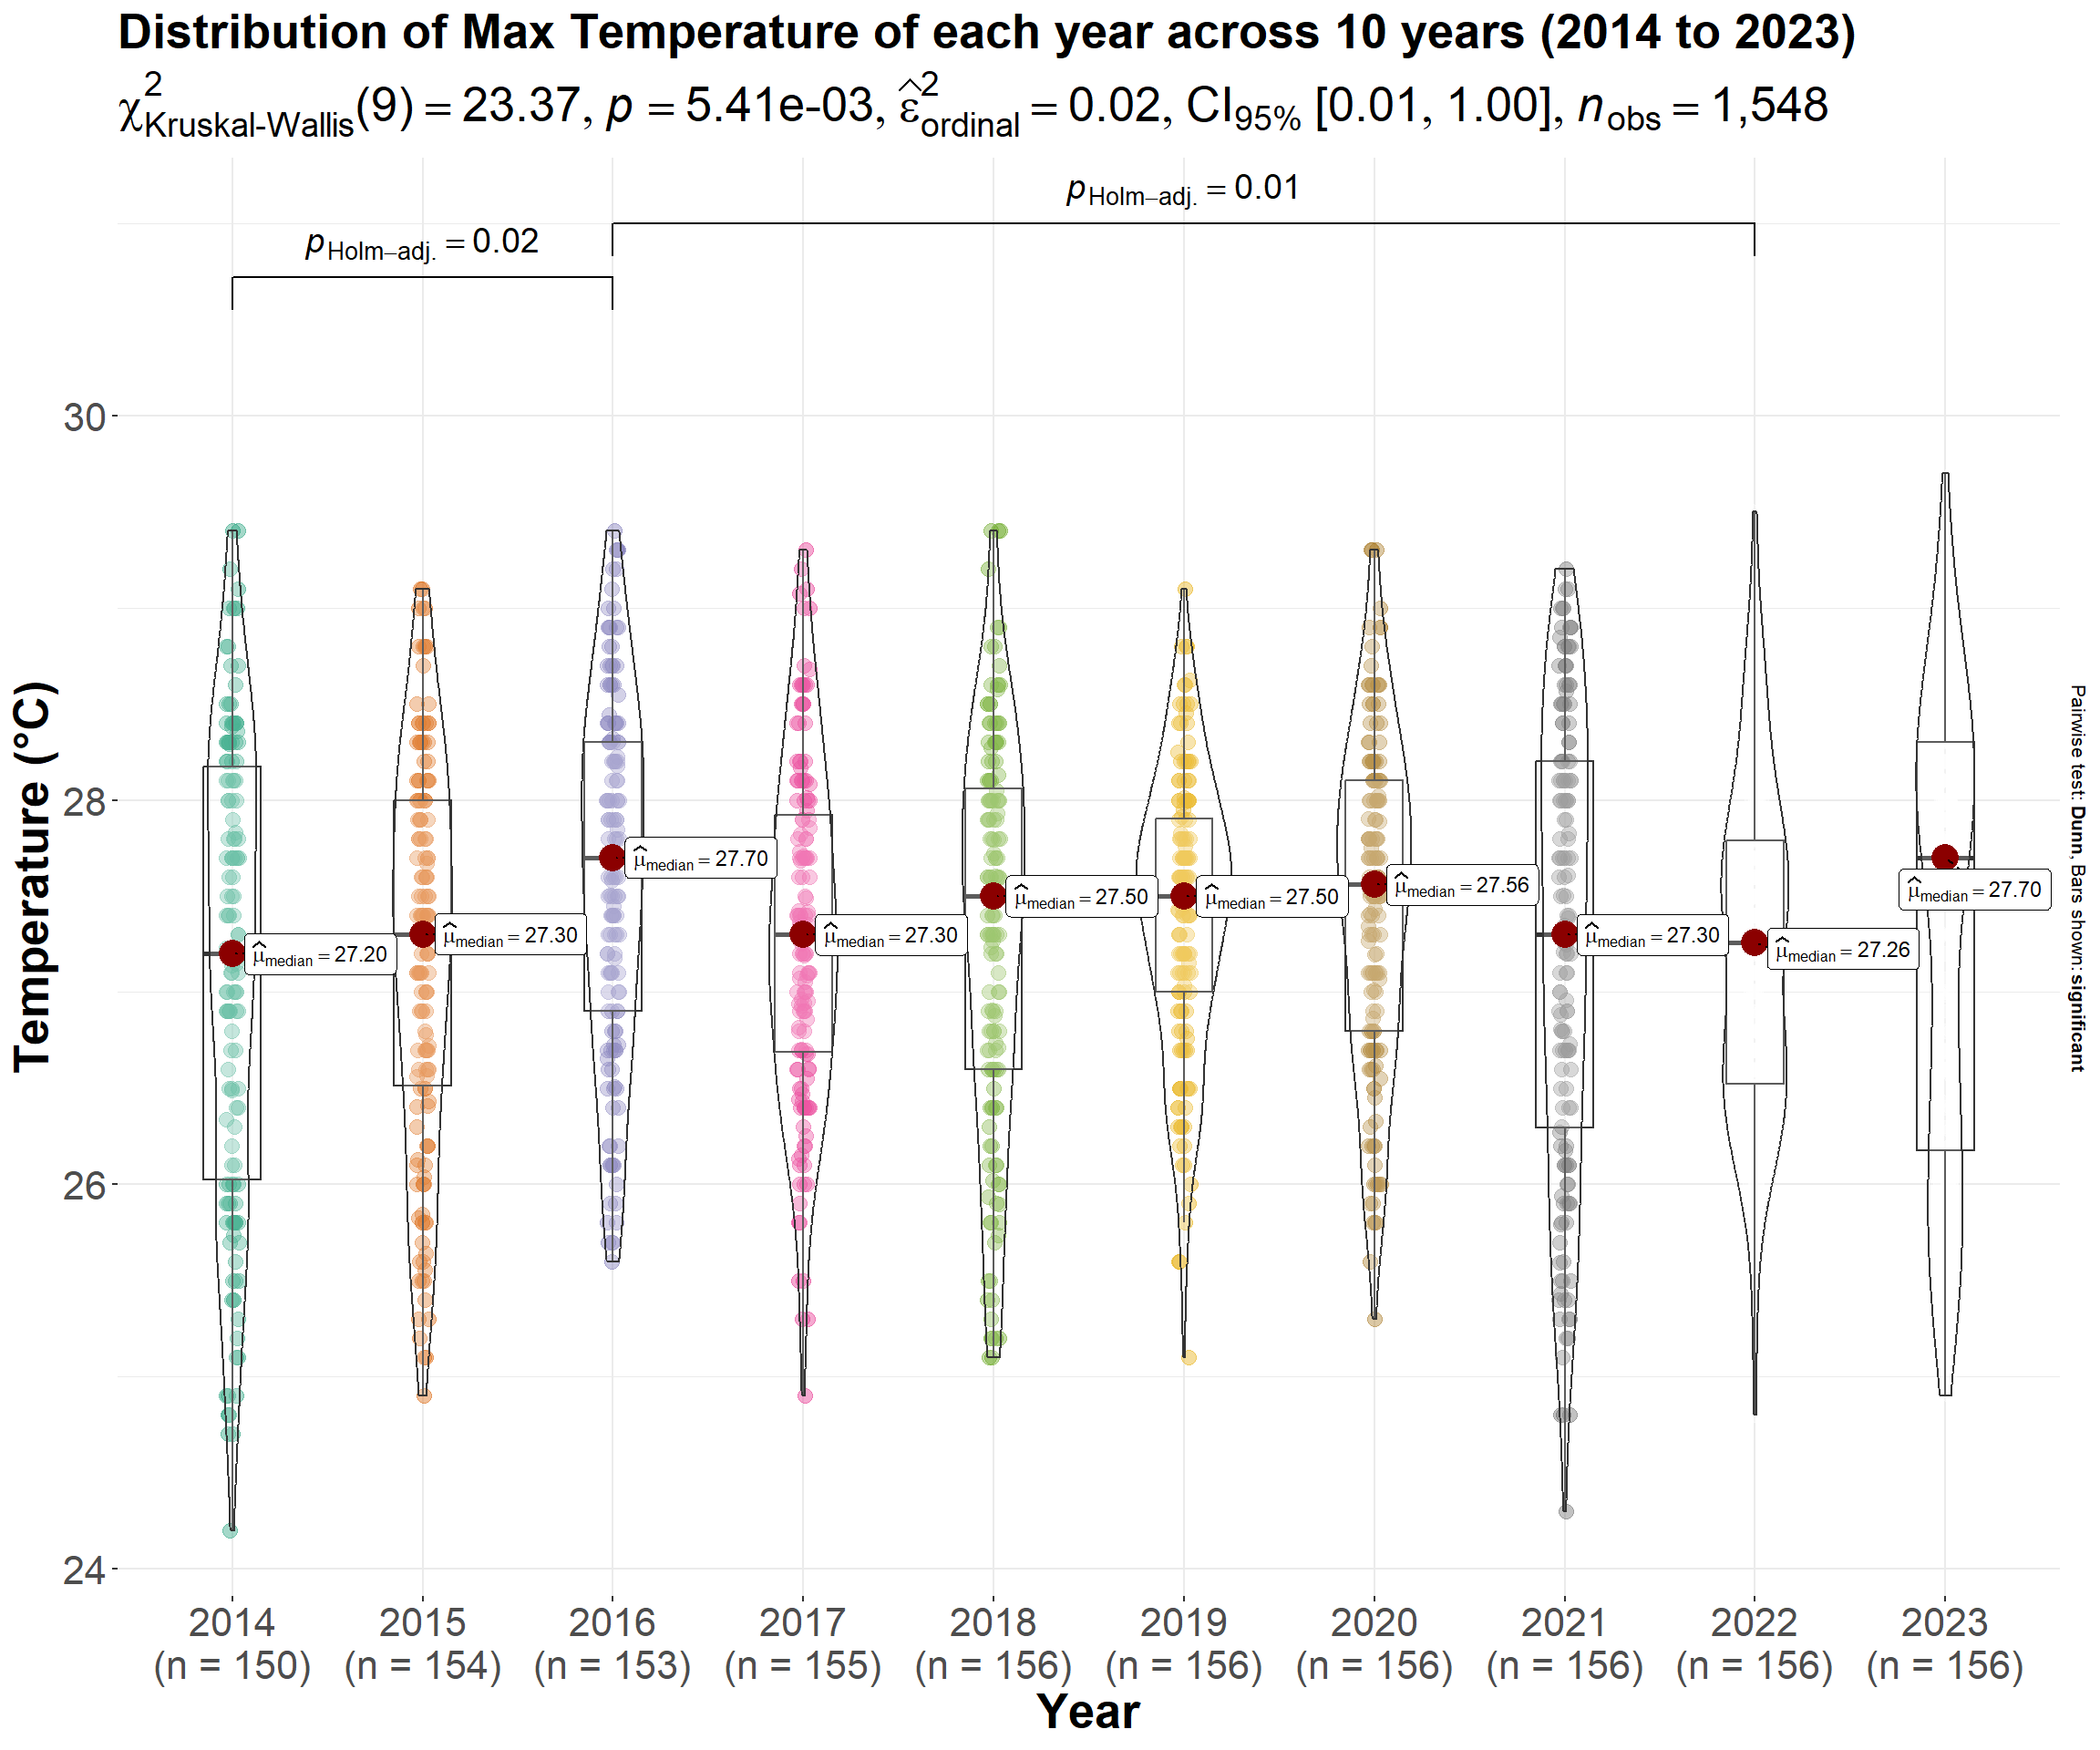 Distribution of Max Temperature of each year across 10 years (2014 to 2023)
χ²Kruskal-Wallis(9) = 23.37, p = 5.41e-03, ε̂²ordinal = 0.02, CI95% [0.01, 1.00], nobs = 1,548
pHolm−adj. = 0.01
pHolm−adj. = 0.02
30
28
26
24
Temperature (°C)
μ̂median = 27.20
μ̂median = 27.30
μ̂median = 27.70
μ̂median = 27.30
μ̂median = 27.50
μ̂median = 27.50
μ̂median = 27.56
μ̂median = 27.30
μ̂median = 27.26
μ̂median = 27.70
Pairwise test: Dunn, Bars shown: significant
2014 2015 2016 2017 2018 2019 2020 2021 2022 2023
(n = 150) (n = 154) (n = 153) (n = 155) (n = 156) (n = 156) (n = 156) (n = 156) (n = 156) (n = 156)
Year